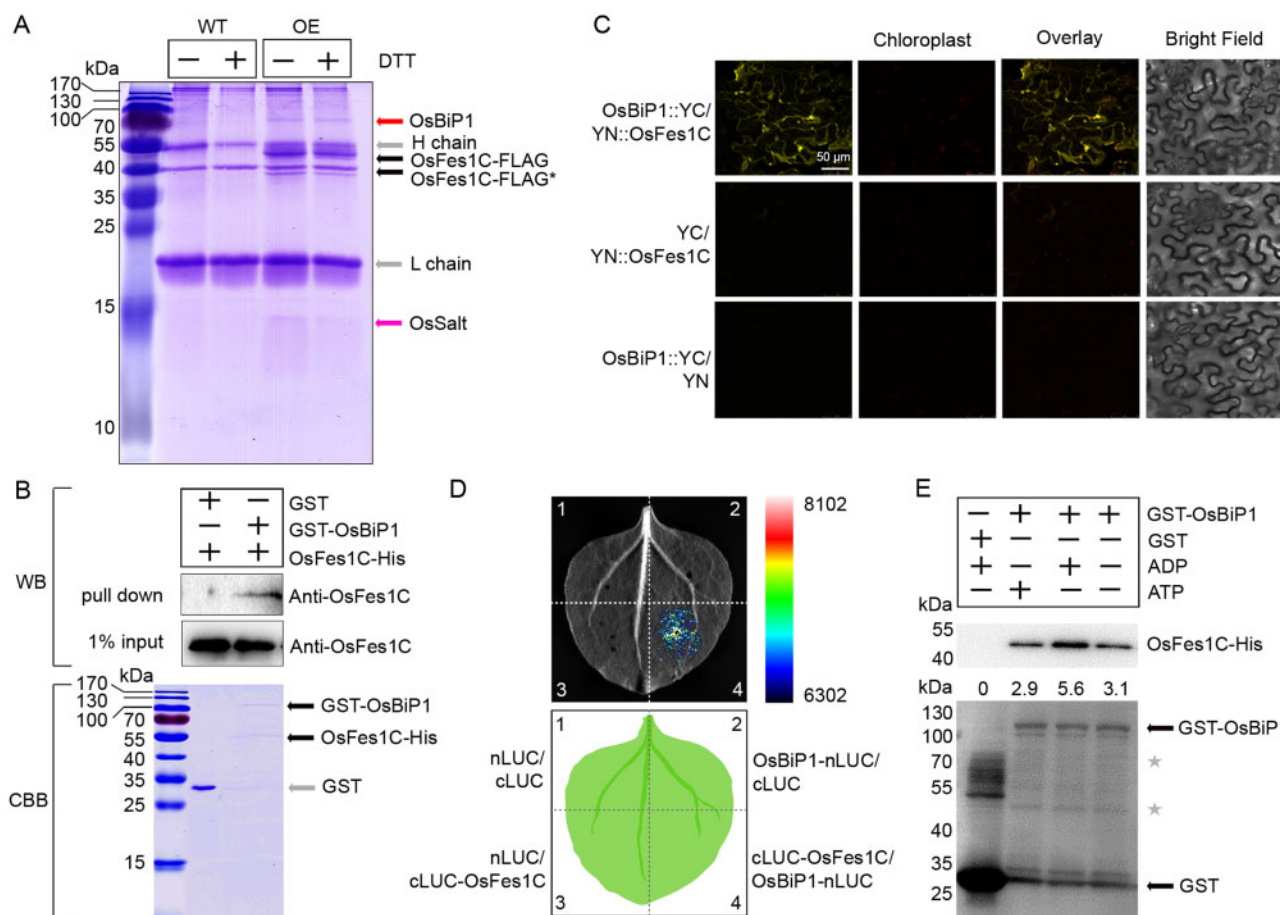 A
WT OE
− + − + DTT
kDa
170
130
100
70
55
40
35
25
15
10
OsBiP1
H chain
OsFes1C-FLAG
OsFes1C-FLAG*
L chain
OsSalt
B
WB
+ − GST
− + GST-OsBiP1
+ + OsFes1C-His
pull down Anti-OsFes1C
1% input Anti-OsFes1C
CBB
kDa
170
130
100
70
55
40
35
25
15
GST-OsBiP1
OsFes1C-His
GST
C
Chloroplast Overlay Bright Field
OsBiP1::YC/
YN::OsFes1C
50 µm
YC/
YN::OsFes1C
OsBiP1::YC/
YN
D
1 2
3 4
8102
6302
1 2
nLUC/
cLUC
OsBiP1-nLUC/
cLUC
nLUC/
cLUC-OsFes1C
cLUC-OsFes1C/
OsBiP1-nLUC
3 4
E
− + + + GST-OsBiP1
+ − − − GST
+ − + − ADP
− + − − ATP
kDa
55
40
OsFes1C-His
kDa 0 2.9 5.6 3.1
130
100
70
55
40
35
25
GST-OsBiP
GST